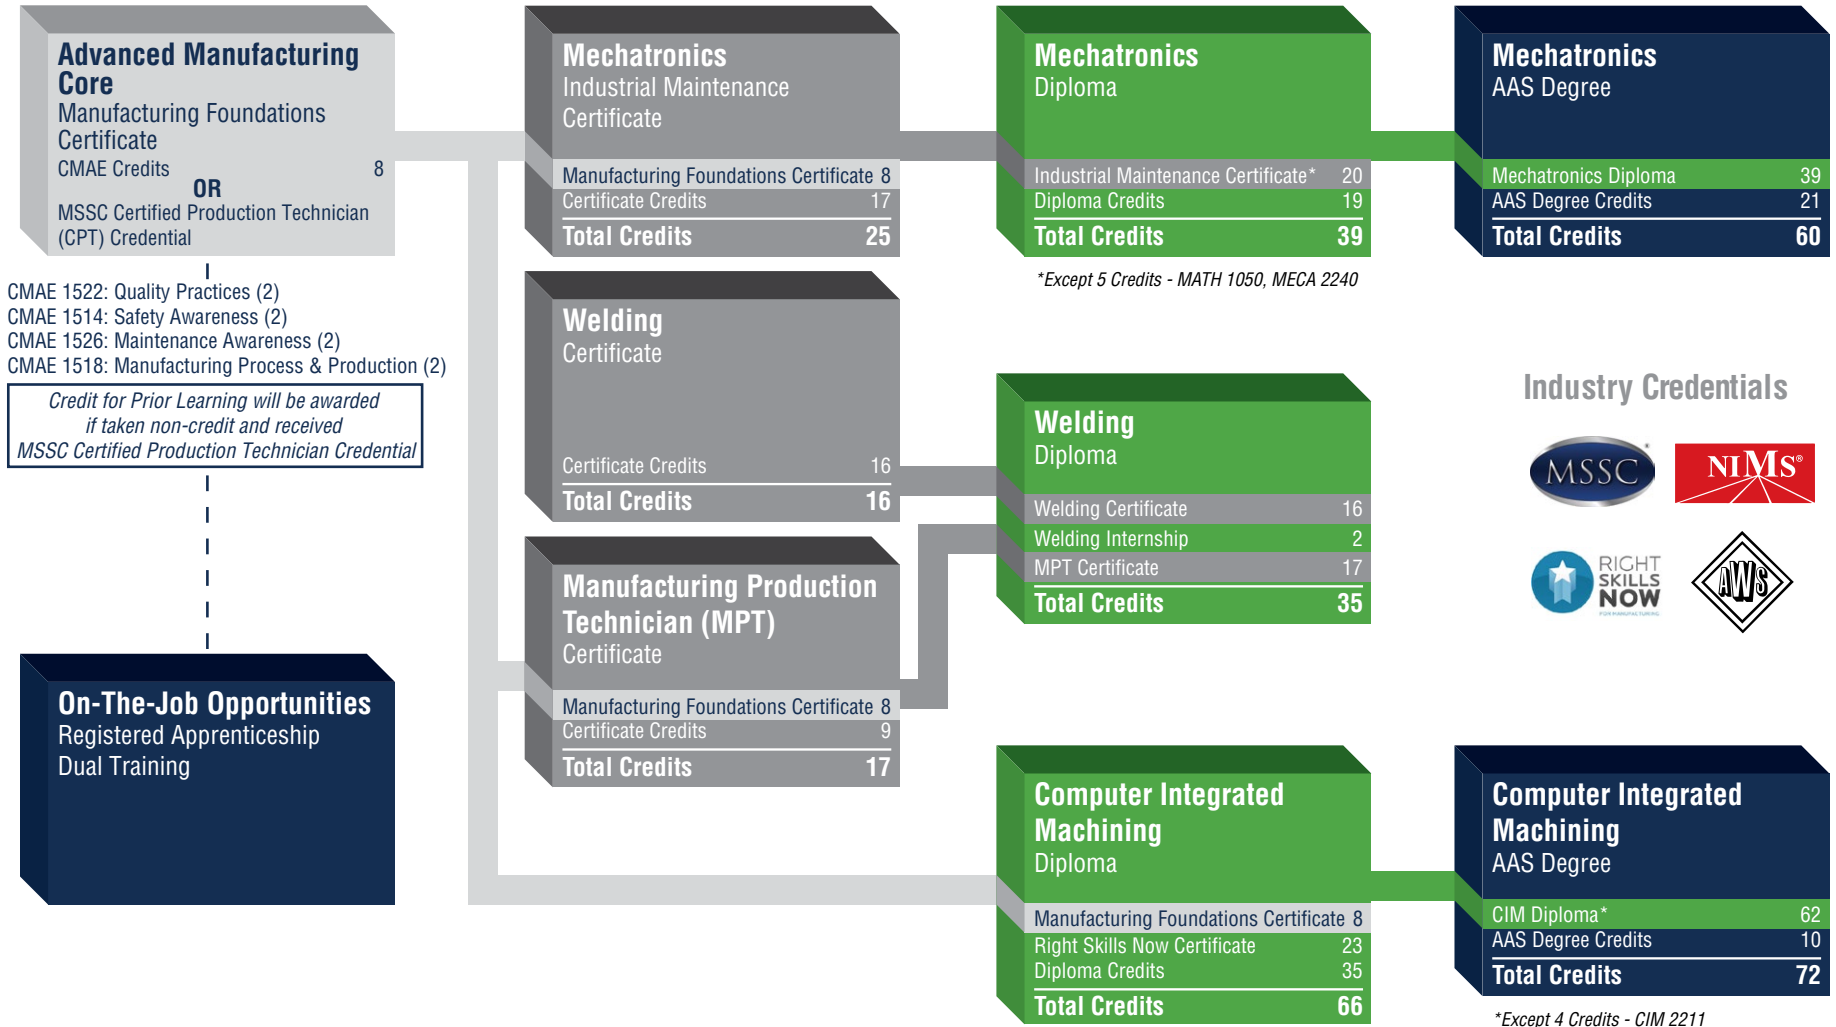 Advanced Manufacturing
Core
Manufacturing Foundations
Certificate
CMAE Credits 8
OR
MSSC Certified Production Technician
(CPT) Credential
CMAE 1522: Quality Practices (2)
CMAE 1514: Safety Awareness (2)
CMAE 1526: Maintenance Awareness (2)
CMAE 1518: Manufacturing Process & Production (2)
Credit for Prior Learning will be awarded
if taken non-credit and received
MSSC Certified Production Technician Credential
On-The-Job Opportunities
Registered Apprenticeship
Dual Training
Mechatronics
Industrial Maintenance
Certificate
Manufacturing Foundations Certificate 8
Certificate Credits 17
Total Credits 25
Welding
Certificate
Certificate Credits 16
Total Credits 16
Manufacturing Production
Technician (MPT)
Certificate
Manufacturing Foundations Certificate 8
Certificate Credits 9
Total Credits 17
Mechatronics
Diploma
Industrial Maintenance Certificate* 20
Diploma Credits 19
Total Credits 39
*Except 5 Credits - MATH 1050, MECA 2240
Welding
Diploma
Welding Certificate 16
Welding Internship 2
MPT Certificate 17
Total Credits 35
Computer Integrated
Machining
Diploma
Manufacturing Foundations Certificate 8
Right Skills Now Certificate 23
Diploma Credits 35
Total Credits 66
Mechatronics
AAS Degree
Mechatronics Diploma 39
AAS Degree Credits 21
Total Credits 60
Industry Credentials
MSSC
NIMS®
RIGHT
SKILLS
NOW
FOR MANUFACTURING
AWS
Computer Integrated
Machining
AAS Degree
CIM Diploma* 62
AAS Degree Credits 10
Total Credits 72
*Except 4 Credits - CIM 2211